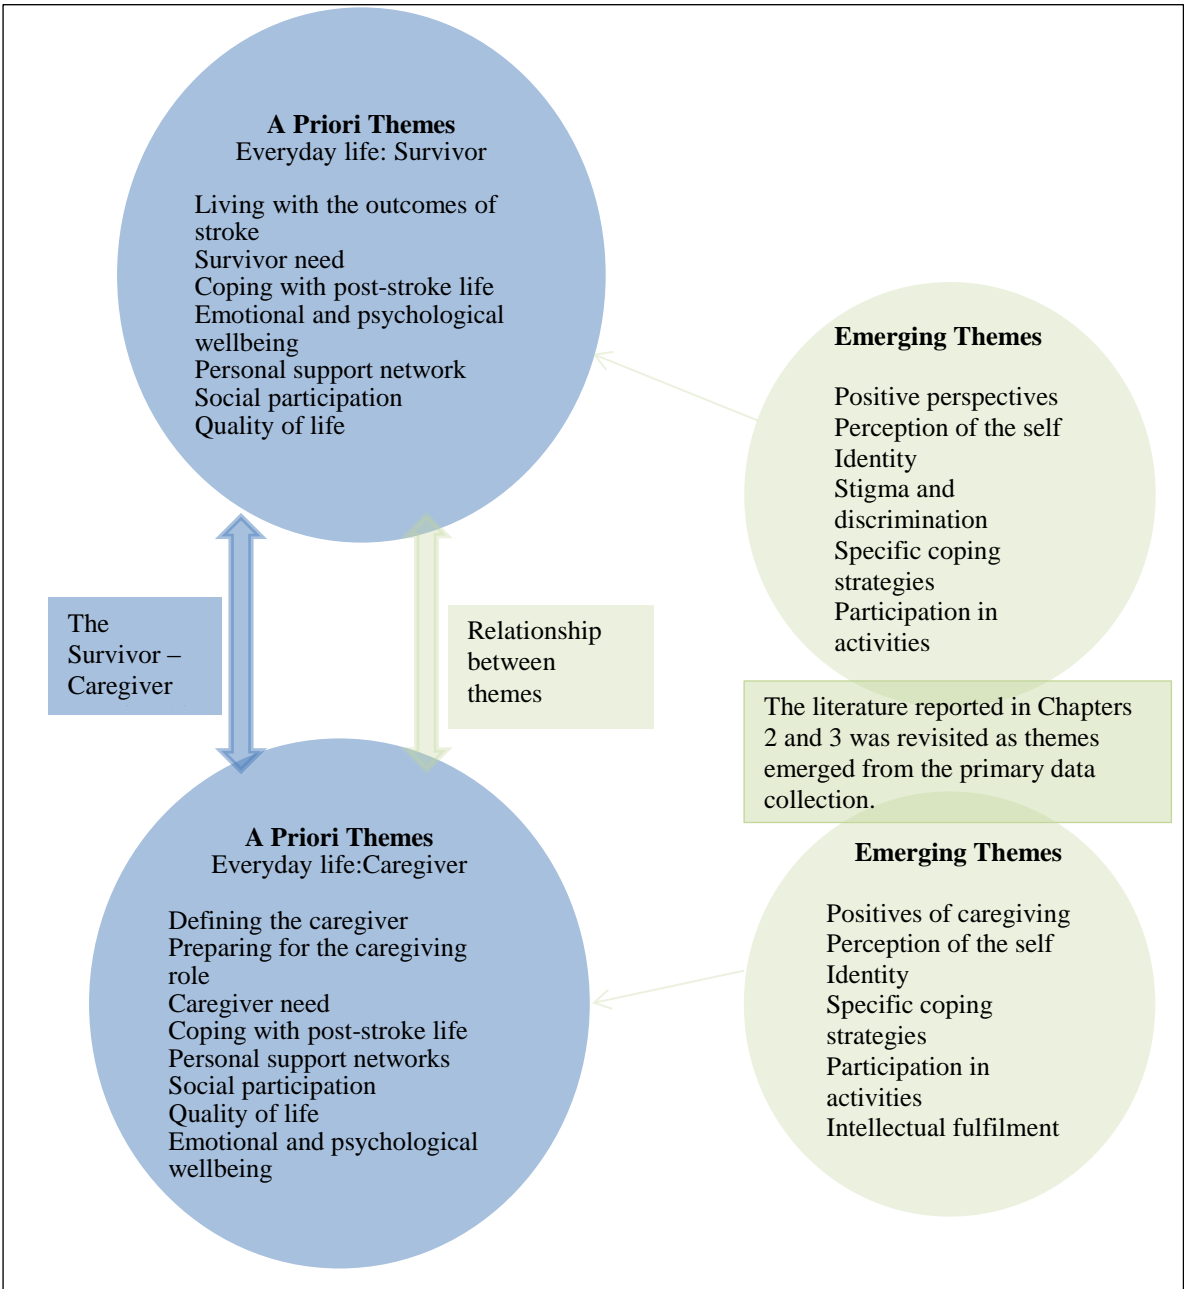 A Priori Themes
Everyday life: Survivor
Living with the outcomes of
stroke
Survivor need
Coping with post-stroke life
Emotional and psychological
wellbeing
Personal support network
Social participation
Quality of life
Emerging Themes
Positive perspectives
Perception of the self
Identity
Stigma and
discrimination
Specific coping
strategies
Participation in
activities
The
Survivor –
Caregiver
Relationship
between
themes
The literature reported in Chapters
2 and 3 was revisited as themes
emerged from the primary data
collection.
A Priori Themes
Everyday life:Caregiver
Defining the caregiver
Preparing for the caregiving
role
Caregiver need
Coping with post-stroke life
Personal support networks
Social participation
Quality of life
Emotional and psychological
wellbeing
Emerging Themes
Positives of caregiving
Perception of the self
Identity
Specific coping
strategies
Participation in
activities
Intellectual fulfilment